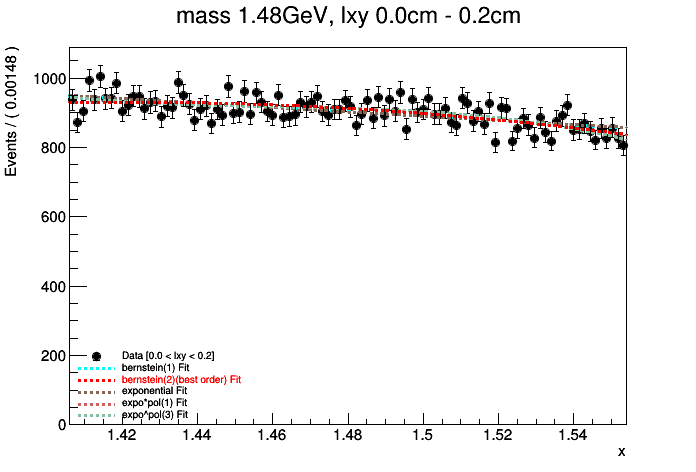 mass 1.48GeV, lxy 0.0cm - 0.2cm
Events / ( 0.00148 )
1000
800
600
400
200
0
Data [0.0 < lxy < 0.2]
bernstein(1) Fit
bernstein(2)(best order) Fit
exponential Fit
expo*pol(1) Fit
expo*pol(3) Fit
1.42 1.44 1.46 1.48 1.5 1.52 1.54
x